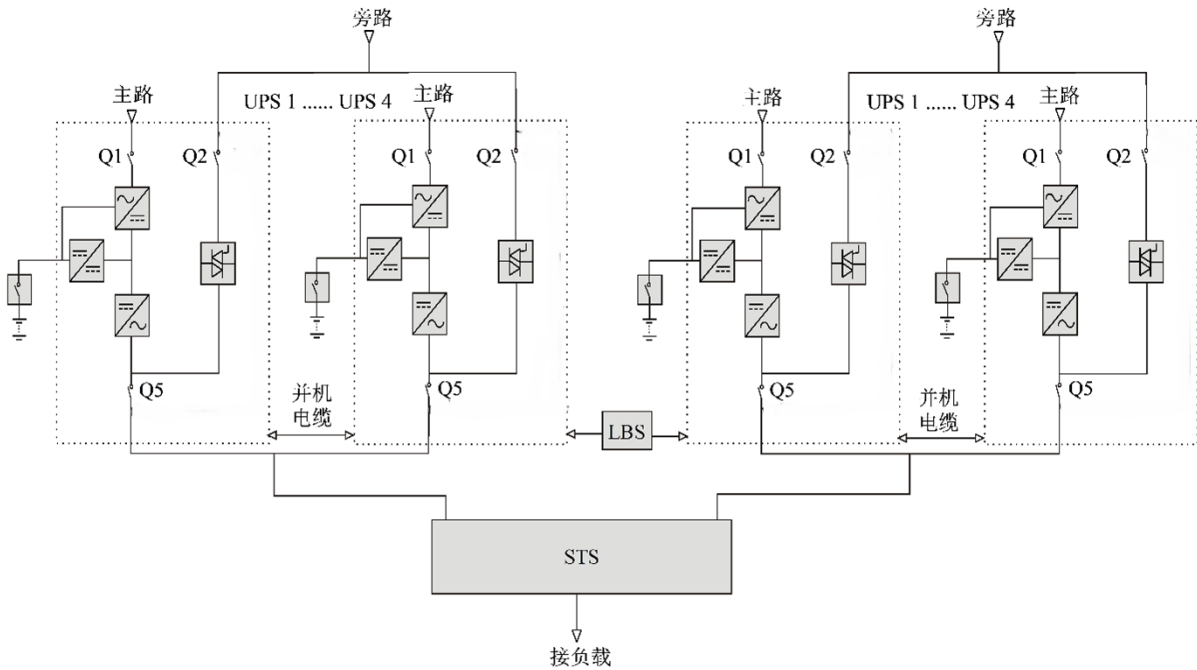 旁路
旁路
主路
UPS 1 ...... UPS 4
主路
主路
UPS 1 ...... UPS 4
主路
Q1
Q2
Q1
Q2
Q1
Q2
Q1
Q2
Q5
并机
电缆
Q5
LBS
Q5
并机
电缆
Q5
STS
接负载